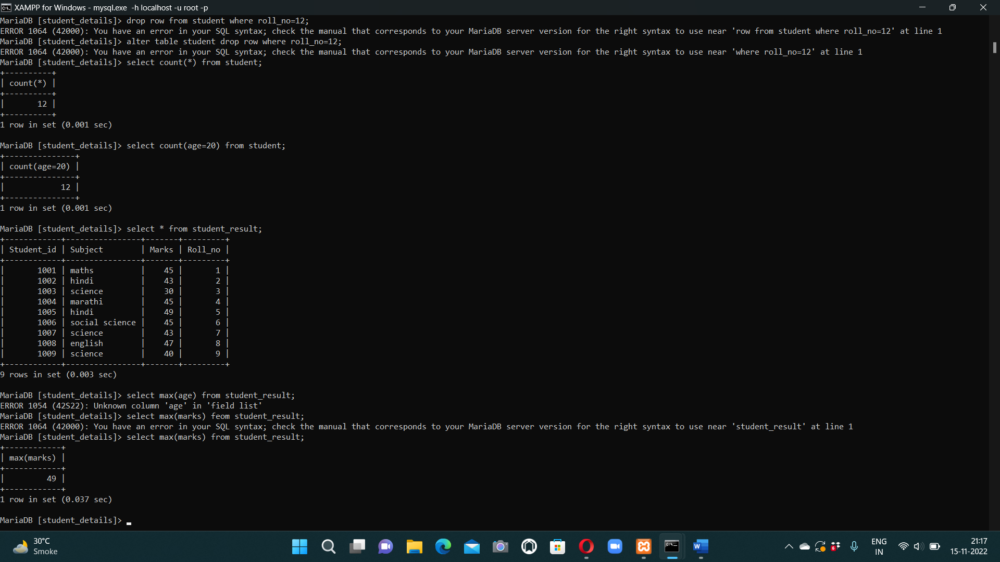 XAMPP for Windows - mysql.exe -h localhost -u root -p
MariaDB [student_details]> drop row from student where roll_no=12;
ERROR 1064 (42000): You have an error in your SQL syntax; check the manual that corresponds to your MariaDB server version for the right syntax to use near 'row from student where roll_no=12' at line 1
MariaDB [student_details]> alter table student drop row where roll_no=12;
ERROR 1064 (42000): You have an error in your SQL syntax; check the manual that corresponds to your MariaDB server version for the right syntax to use near 'where roll_no=12' at line 1
MariaDB [student_details]> select count(*) from student;
+----------+
| count(*) |
+----------+
|       12 |
+----------+
1 row in set (0.001 sec)
MariaDB [student_details]> select count(age=20) from student;
+---------------+
| count(age=20) |
+---------------+
|            12 |
+---------------+
1 row in set (0.001 sec)
MariaDB [student_details]> select * from student_result;
+------------+----------------+-------+---------+
| Student_id | Subject        | Marks | Roll_no |
+------------+----------------+-------+---------+
|       1001 | maths          |    45 |       1 |
|       1002 | hindi          |    43 |       2 |
|       1003 | science        |    30 |       3 |
|       1004 | marathi        |    45 |       4 |
|       1005 | hindi          |    49 |       5 |
|       1006 | social science |    45 |       6 |
|       1007 | science        |    43 |       7 |
|       1008 | english        |    47 |       8 |
|       1009 | science        |    40 |       9 |
+------------+----------------+-------+---------+
9 rows in set (0.003 sec)
MariaDB [student_details]> select max(age) from student_result;
ERROR 1054 (42S22): Unknown column 'age' in 'field list'
MariaDB [student_details]> select max(marks) feom student_result;
ERROR 1064 (42000): You have an error in your SQL syntax; check the manual that corresponds to your MariaDB server version for the right syntax to use near 'student_result' at line 1
MariaDB [student_details]> select max(marks) from student_result;
+------------+
| max(marks) |
+------------+
|         49 |
+------------+
1 row in set (0.037 sec)
MariaDB [student_details]>
30°C
Smoke
6
ENG
IN
21:17
15-11-2022